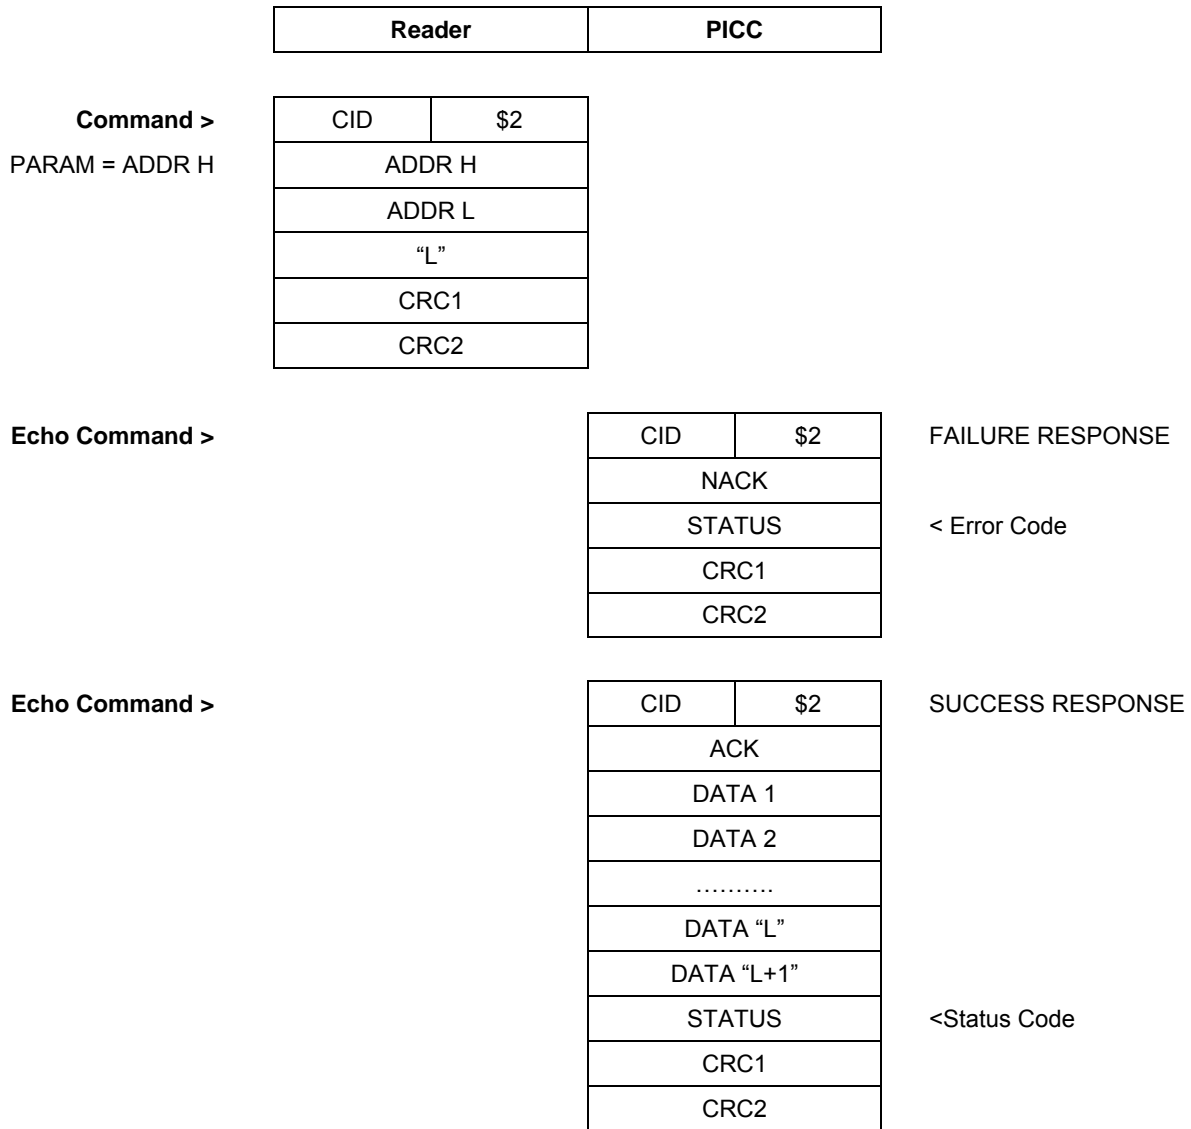 Reader PICC
Command > CID $2
PARAM = ADDR H ADDR H
ADDR L
“L”
CRC1
CRC2
Echo Command > CID $2 FAILURE RESPONSE
NACK
STATUS < Error Code
CRC1
CRC2
Echo Command > CID $2 SUCCESS RESPONSE
ACK
DATA 1
DATA 2
……….
DATA “L”
DATA “L+1”
STATUS <Status Code
CRC1
CRC2